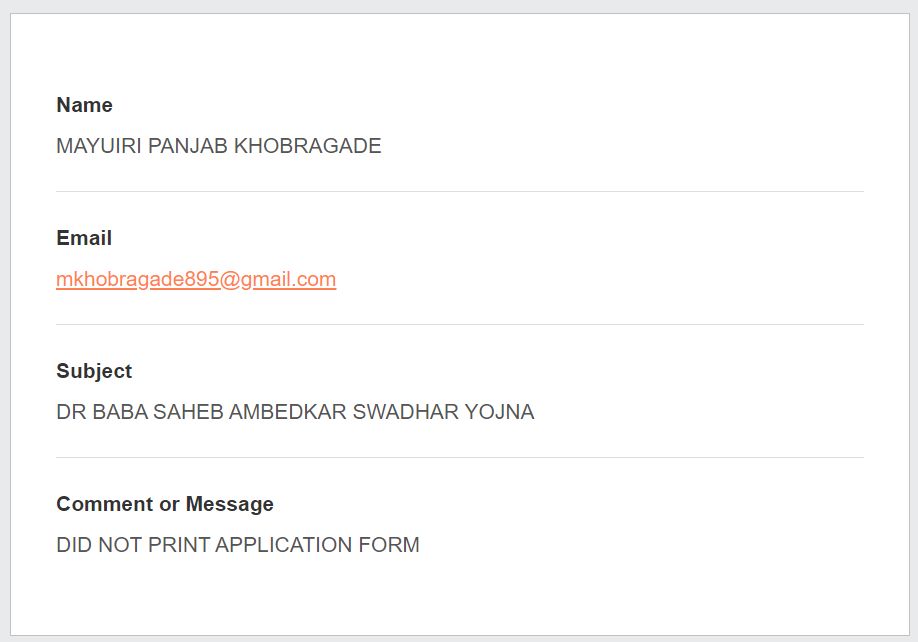 Name
MAYUIRI PANJAB KHOBRAGADE
Email
mkhobragade895@gmail.com
Subject
DR BABA SAHEB AMBEDKAR SWADHAR YOJNA
Comment or Message
DID NOT PRINT APPLICATION FORM